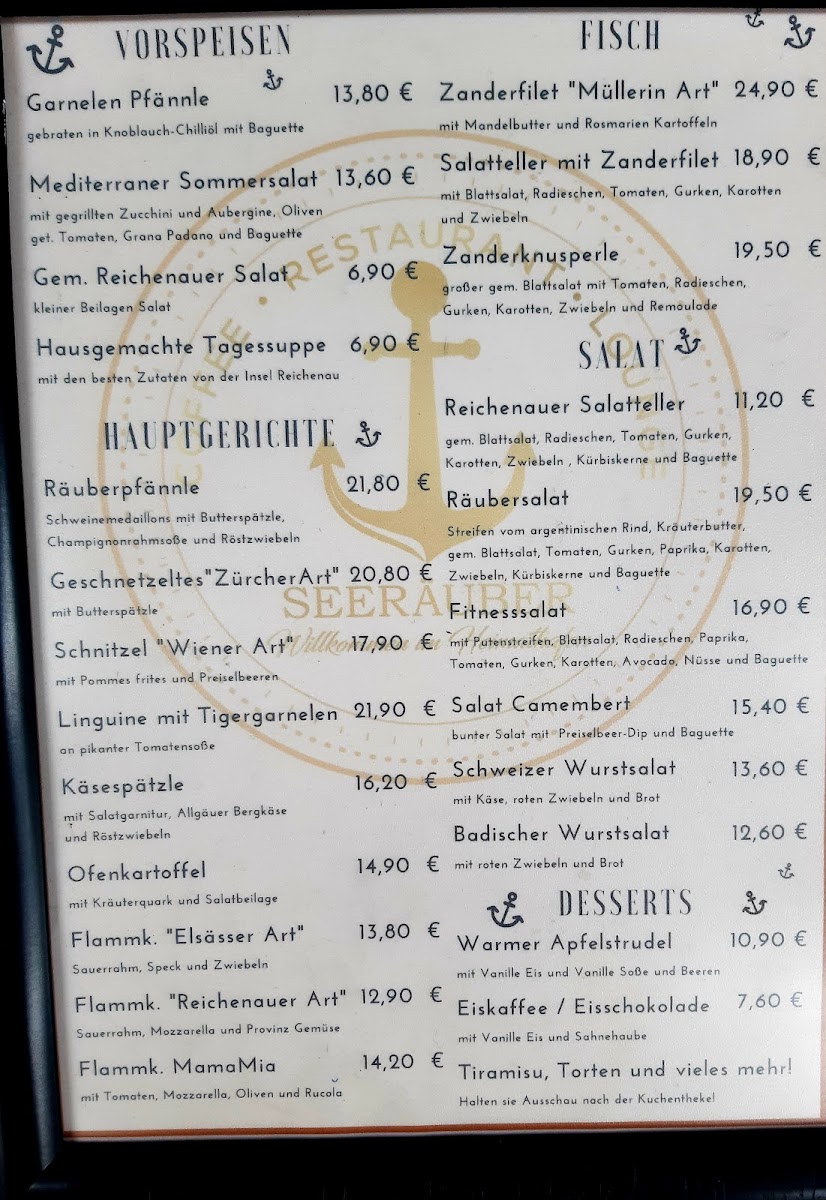 VORSPEISEN
Garnelen Pfännle 13,80 €
gebraten in Knoblauch-Chilliöl mit Baguette
Mediterraner Sommersalat 13,60 €
mit gegrillten Zucchini und Aubergine, Oliven
get. Tomaten, Grana Padano und Baguette
Gem. Reichenauer Salat 6,90 €
kleiner Beilagen Salat
Hausgemachte Tagessuppe 6,90 €
mit den besten Zutaten von der Insel Reichenau
HAUPTGERICHTE
Räuberpfännle 21,80 €
Schweinemedaillons mit Butterspätzle,
Champignonrahmsoße und Röstzwiebeln
Geschnetzeltes"ZürcherArt" 20,80 €
mit Butterspätzle
Schnitzel "Wiener Art" 17,90 €
mit Pommes frites und Preiselbeeren
Linguine mit Tigergarnelen 21,90 €
an pikanter Tomatensoße
Käsespätzle 16,20 €
mit Salatgarnitur, Allgäuer Bergkäse
und Röstzwiebeln
Ofenkartoffel 14,90 €
mit Kräuterquark und Salatbeilage
Flammk. "Elsässer Art" 13,80 €
Sauerrahm, Speck und Zwiebeln
Flammk. "Reichenauer Art" 12,90 €
Sauerrahm, Mozzarella und Provinz Gemüse
Flammk. MamaMia 14,20 €
mit Tomaten, Mozzarella, Oliven und Rucola
FISCH
Zanderfilet "Müllerin Art" 24,90 €
mit Mandelbutter und Rosmarien Kartoffeln
Salatteller mit Zanderfilet 18,90 €
mit Blattsalat, Radieschen, Tomaten, Gurken, Karotten
und Zwiebeln
Zanderknusperle 19,50 €
großer gem. Blattsalat mit Tomaten, Radieschen,
Gurken, Karotten, Zwiebeln und Remoulade
SALAT
Reichenauer Salatteller 11,20 €
gem. Blattsalat, Radieschen, Tomaten, Gurken,
Karotten, Zwiebeln , Kürbiskerne und Baguette
Räubersalat 19,50 €
Streifen vom argentinischen Rind, Kräuterbutter,
gem. Blattsalat, Tomaten, Gurken, Paprika, Karotten,
Zwiebeln, Kürbiskerne und Baguette
Fitnesssalat 16,90 €
mit Putenstreifen, Blattsalat, Radieschen, Paprika,
Tomaten, Gurken, Karotten, Avocado, Nüsse und Baguette
Salat Camembert 15,40 €
bunter Salat mit Preiselbeer-Dip und Baguette
Schweizer Wurstsalat 13,60 €
mit Käse, roten Zwiebeln und Brot
Badischer Wurstsalat 12,60 €
mit roten Zwiebeln und Brot
DESSERTS
Warmer Apfelstrudel 10,90 €
mit Vanille Eis und Vanille Soße und Beeren
Eiskaffee / Eisschokolade 7,60 €
mit Vanille Eis und Sahnehaube
Tiramisu, Torten und vieles mehr!
Halten sie Ausschau nach der Kuchentheke!
COFFEE • RESTAURANT • LOUNGE
SEERÄUBER
Willkommen